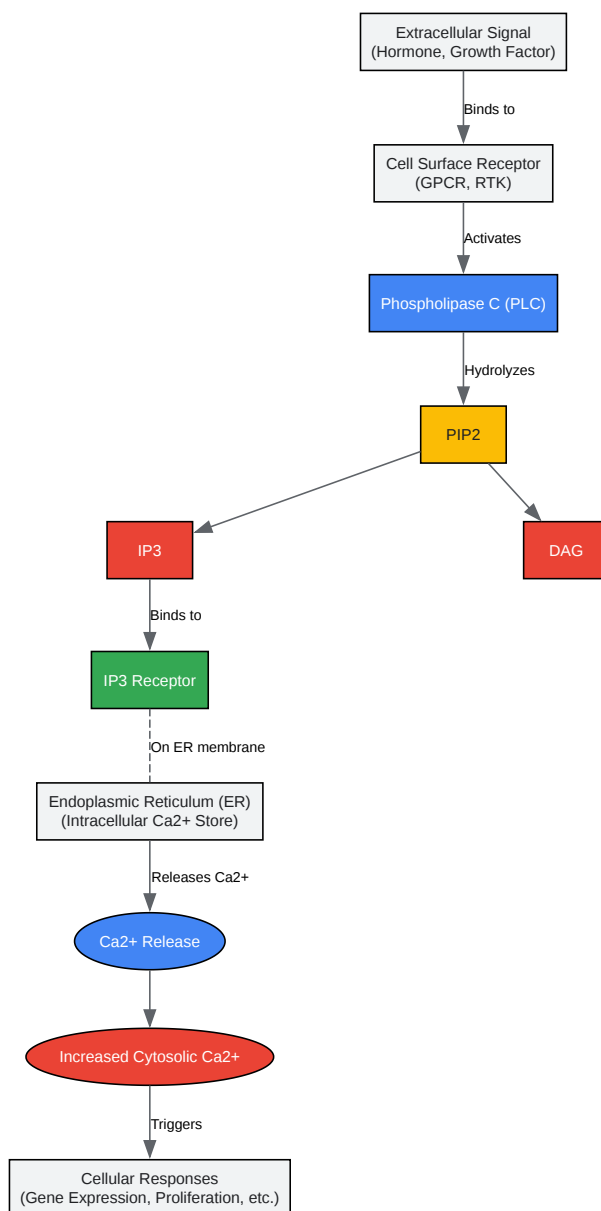 Extracellular Signal
(Hormone, Growth Factor)
Binds to
Cell Surface Receptor
(GPCR, RTK)
Activates
Phospholipase C (PLC)
Hydrolyzes
PIP2
IP3
DAG
Binds to
IP3 Receptor
On ER membrane
Endoplasmic Reticulum (ER)
(Intracellular Ca2+ Store)
Releases Ca2+
Ca2+ Release
Increased Cytosolic Ca2+
Triggers
Cellular Responses
(Gene Expression, Proliferation, etc.)